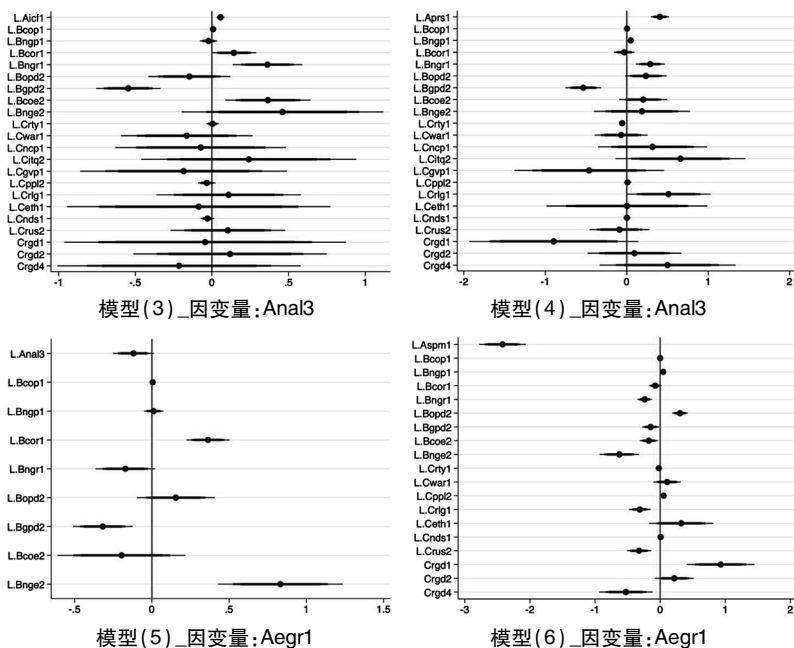 L.Aicf1
L.Bcop1
L.Bngp1
L.Bcor1
L.Bngr1
L.Bopd2
L.Bgpd2
L.Bcoe2
L.Bnge2
L.Crty1
L.Cwar1
L.Cncp1
L.Citq2
L.Cgvp1
L.Cppl2
L.Crlg1
L.Ceth1
L.Cnds1
L.Crus2
Crgd1
Crgd2
Crgd4
-1 -.5 0 .5 1
模型(3)_因变量:Anal3
L.Aprs1
L.Bcop1
L.Bngp1
L.Bcor1
L.Bngr1
L.Bopd2
L.Bgpd2
L.Bcoe2
L.Bnge2
L.Crty1
L.Cwar1
L.Cncp1
L.Citq2
L.Cgvp1
L.Cppl2
L.Crlg1
L.Ceth1
L.Cnds1
L.Crus2
Crgd1
Crgd2
Crgd4
-2 -1 0 1 2
模型(4)_因变量:Anal3
L.Anal3
L.Bcop1
L.Bngp1
L.Bcor1
L.Bngr1
L.Bopd2
L.Bgpd2
L.Bcoe2
L.Bnge2
-.5 0 .5 1 1.5
模型(5)_因变量:Aegr1
L.Aspm1
L.Bcop1
L.Bngp1
L.Bcor1
L.Bngr1
L.Bopd2
L.Bgpd2
L.Bcoe2
L.Bnge2
L.Crty1
L.Cwar1
L.Cppl2
L.Crlg1
L.Ceth1
L.Cnds1
L.Crus2
Crgd1
Crgd2
Crgd4
-3 -2 -1 0 1 2
模型(6)_因变量:Aegr1